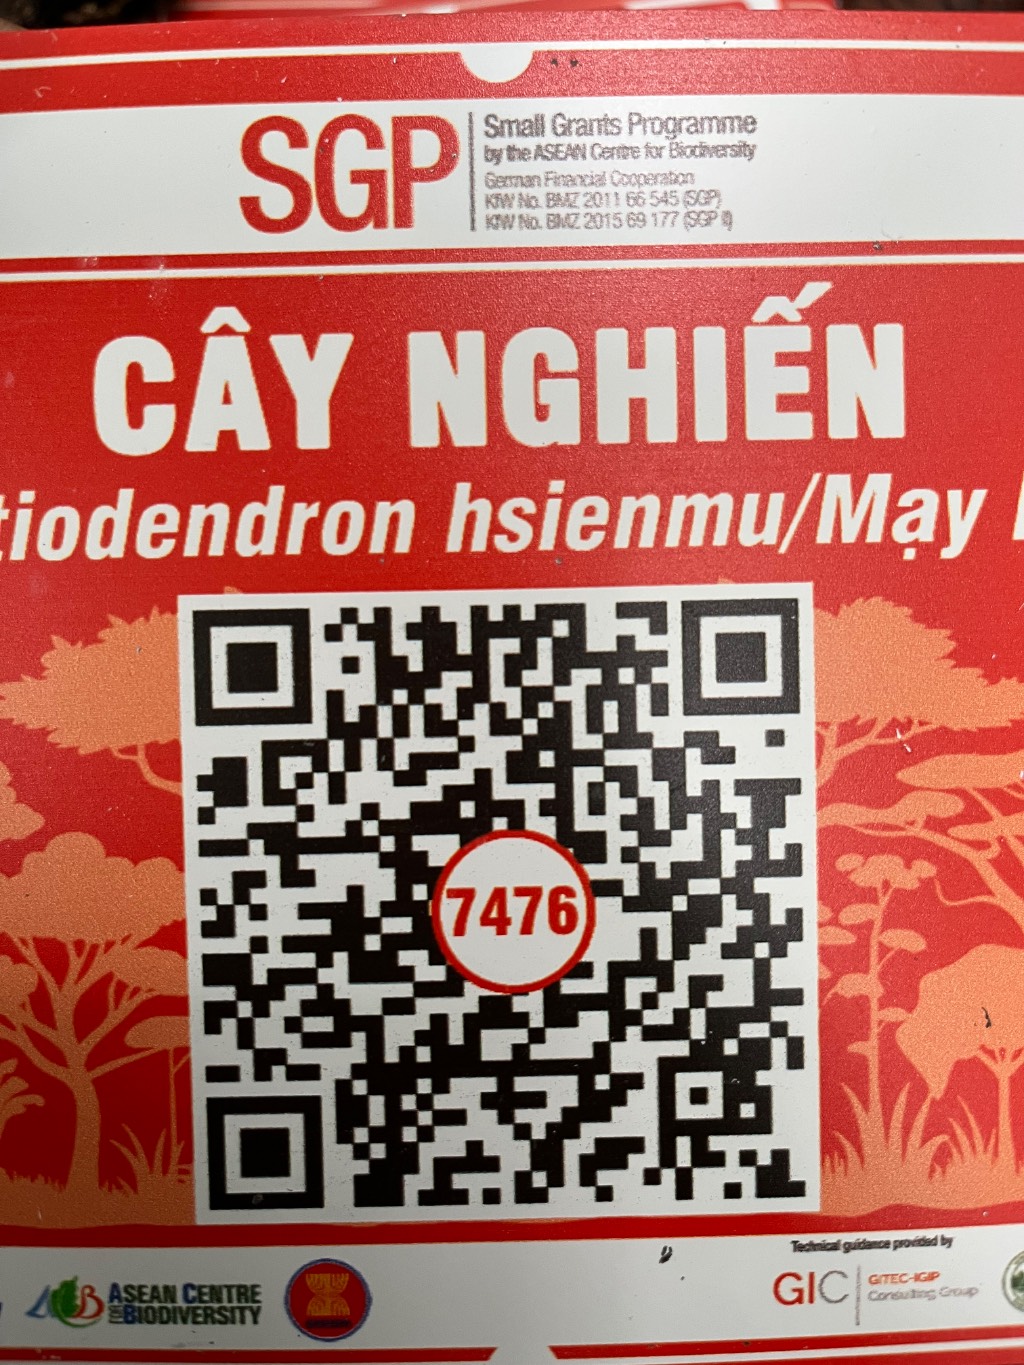 SGP
Small Grants Programme
by the ASEAN Centre for Biodiversity
German Financial Cooperation
KfW No. BMZ 2011 66 545 (SGP)
KfW No. BMZ 2015 69 177 (SGP II)
CÂY NGHIẾN
tiodendron hsienmu/Mạy
7476
ACB
ASEAN CENTRE
FOR BIODIVERSITY
Technical guidance provided by
GIC
GITEC-IGIP
Consulting Group